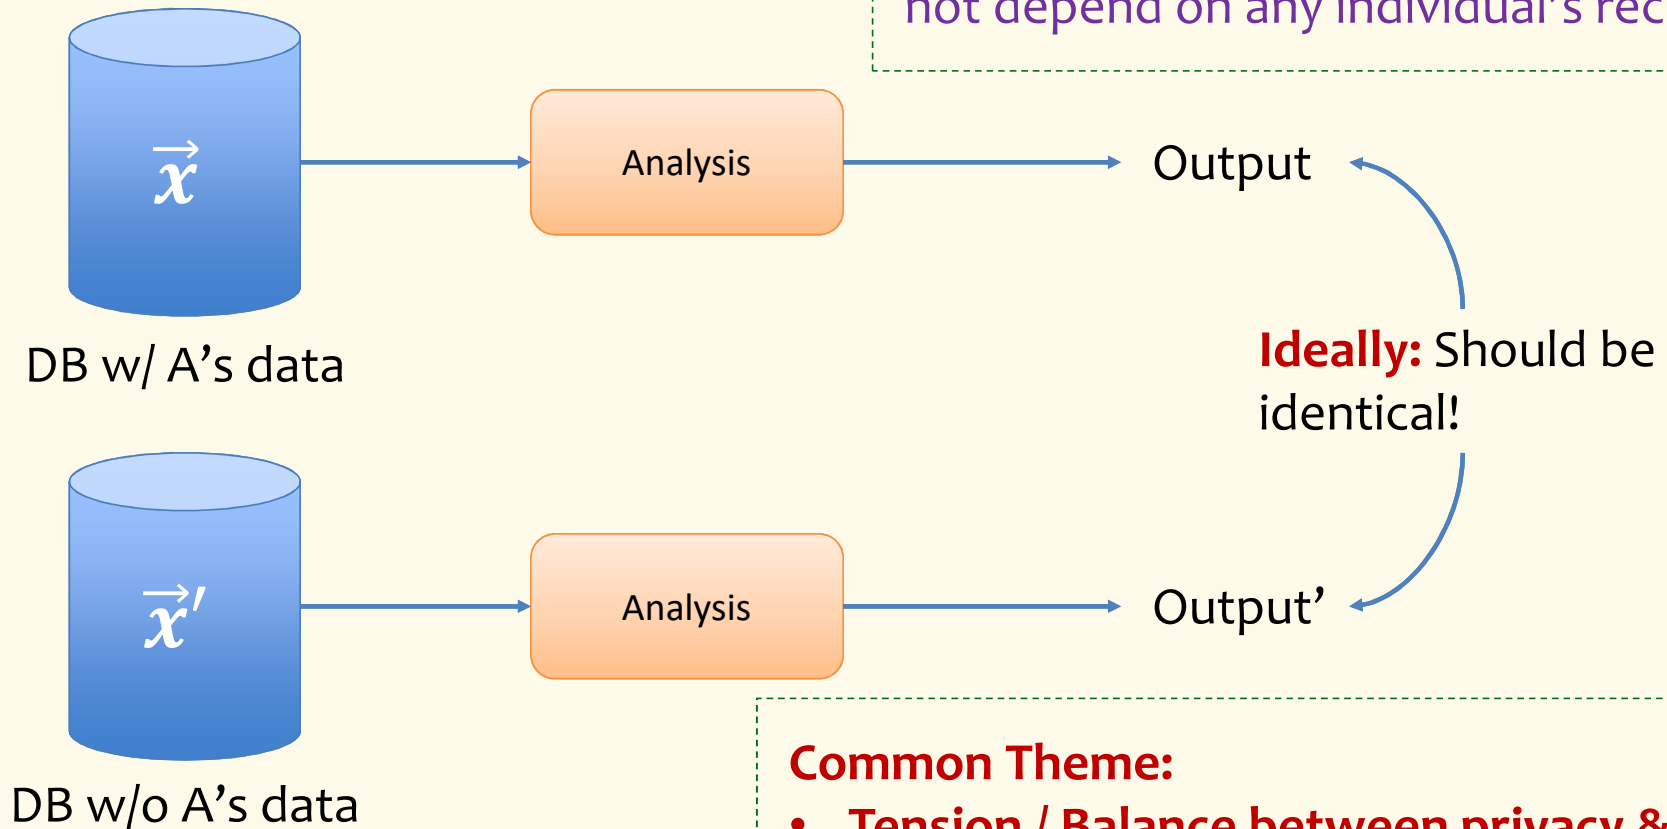 not depend on any individual's rec
x⃗
Analysis
Output
DB w/ A's data
Ideally: Should be
identical!
x⃗′
Analysis
Output'
DB w/o A's data
Common Theme:
• Tension / Balance between privacy &